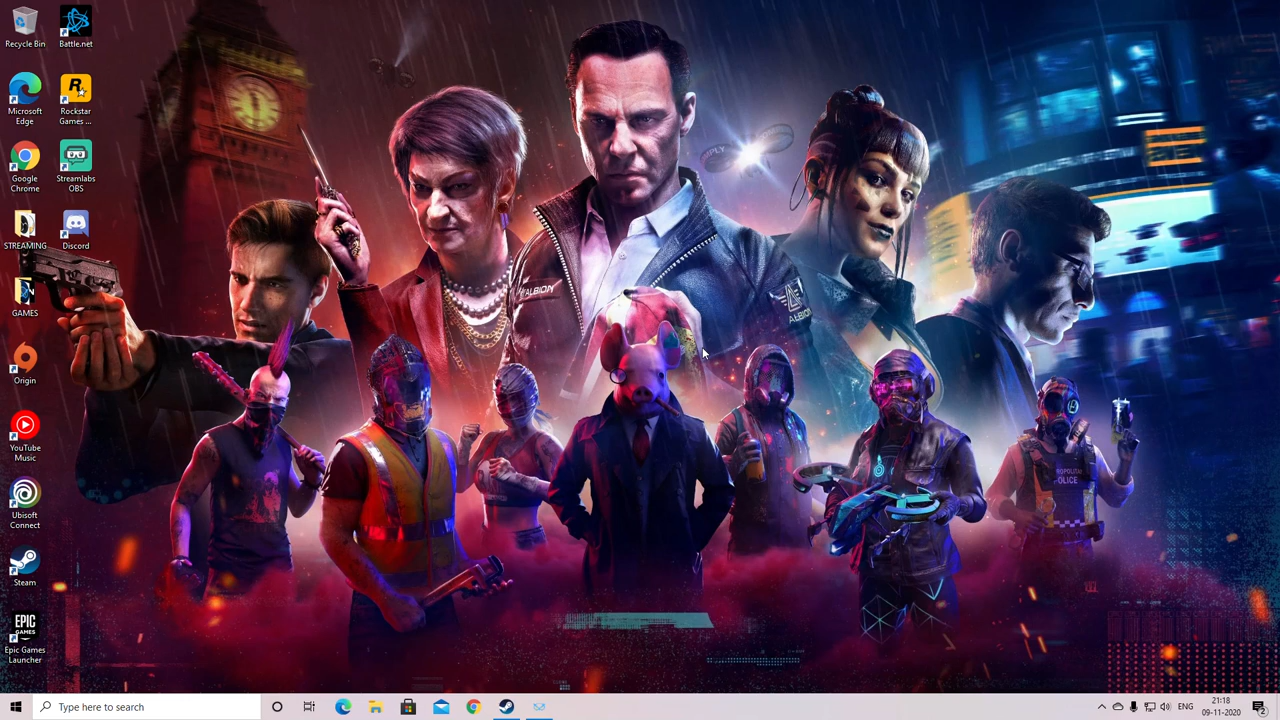 Recycle Bin
Battle.net
Microsoft
Edge
R
Rockstar
Games ...
Google
Chrome
Streamlabs
OBS
STREAMING
Discord
GAMES
Origin
YouTube
Music
Ubisoft
Connect
Steam
EPIC
GAMES
Epic Games
Launcher
ALBION
ALBION
POLICE
Type here to search
ENG
21:18
09-11-2020
2